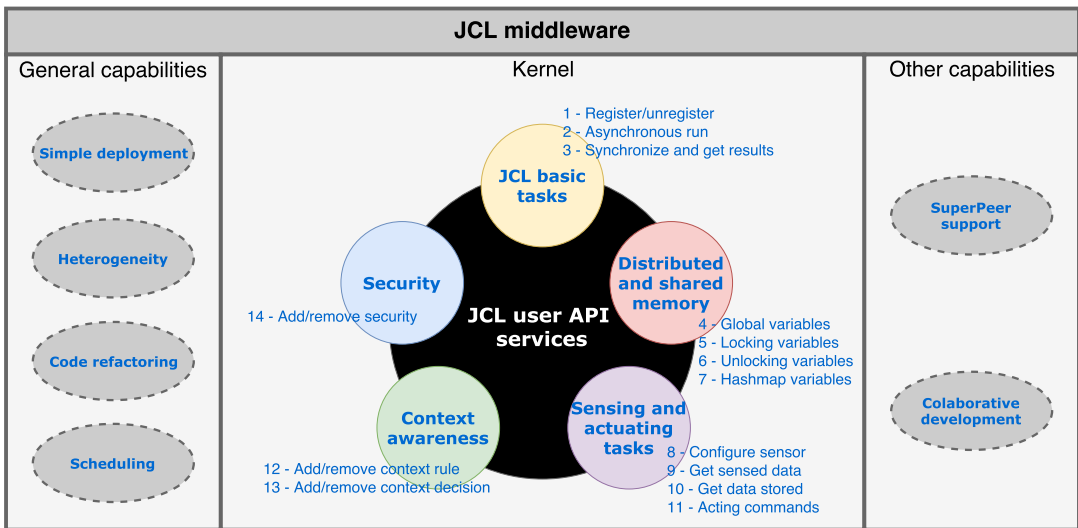 JCL middleware
General capabilities
Simple deployment
Heterogeneity
Code refactoring
Scheduling
Kernel
1 - Register/unregister
2 - Asynchronous run
3 - Synchronize and get results
JCL basic
tasks
Security
14 - Add/remove security
Distributed
and shared
memory
4 - Global variables
5 - Locking variables
6 - Unlocking variables
7 - Hashmap variables
JCL user API
services
Context
awareness
12 - Add/remove context rule
13 - Add/remove context decision
Sensing and
actuating
tasks
8 - Configure sensor
9 - Get sensed data
10 - Get data stored
11 - Acting commands
Other capabilities
SuperPeer
support
Colaborative
development